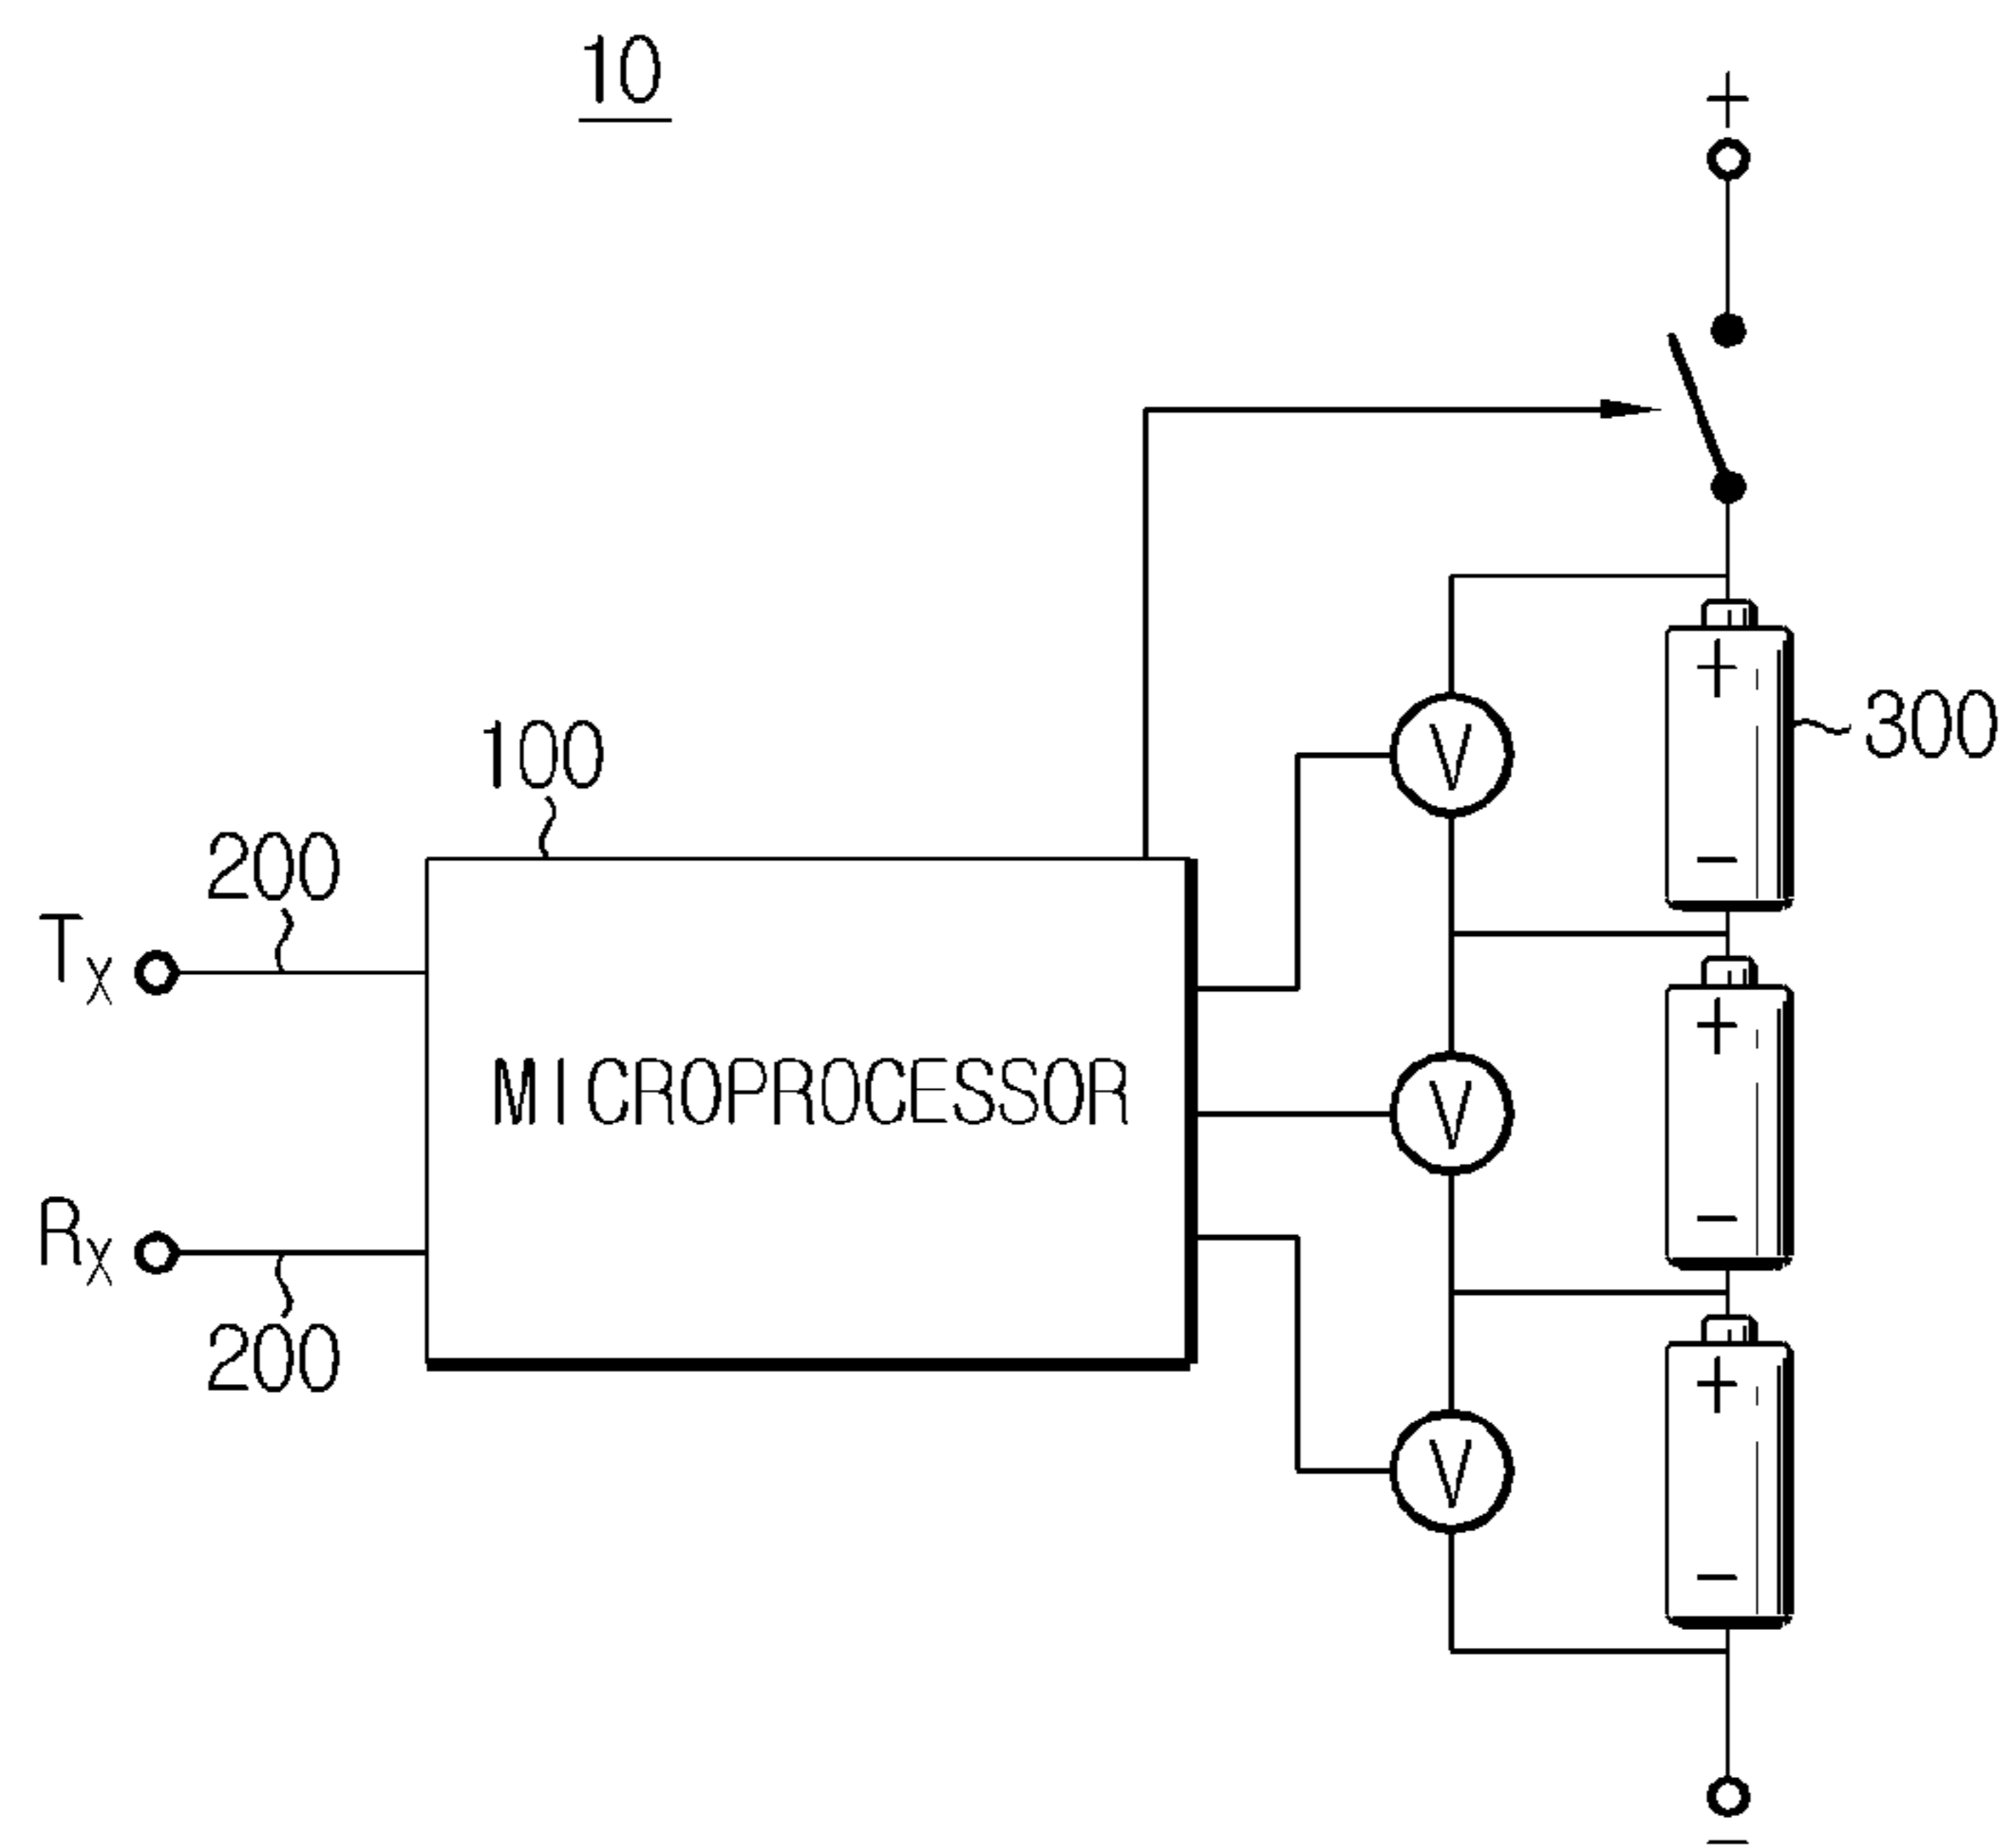 10
+
300
100
200
Tx
MICROPROCESSOR
Rx
200
V
V
V
+
-
+
-
+
-
-